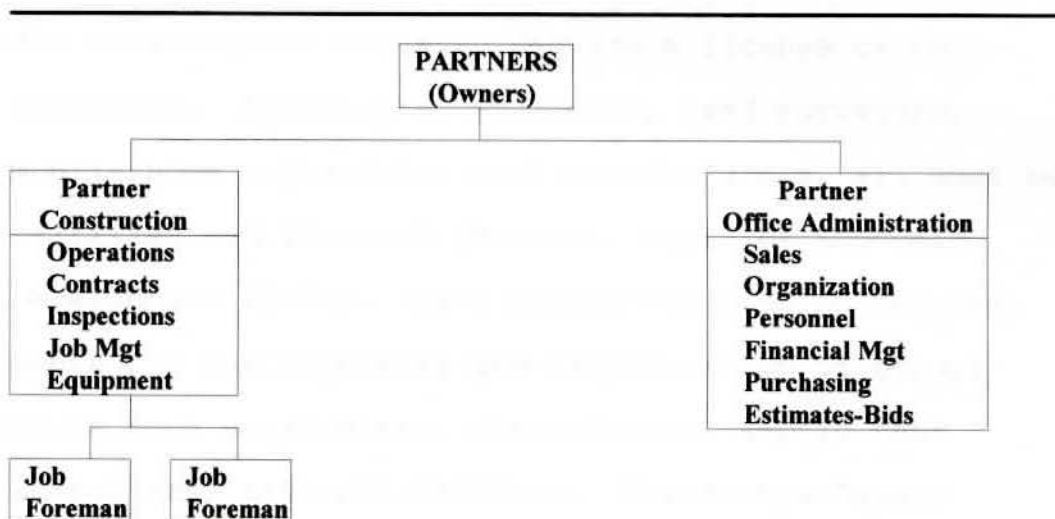 PARTNERS
(Owners)
Partner
Construction
Operations
Contracts
Inspections
Job Mgt
Equipment
Partner
Office Administration
Sales
Organization
Personnel
Financial Mgt
Purchasing
Estimates-Bids
Job
Foreman
Job
Foreman